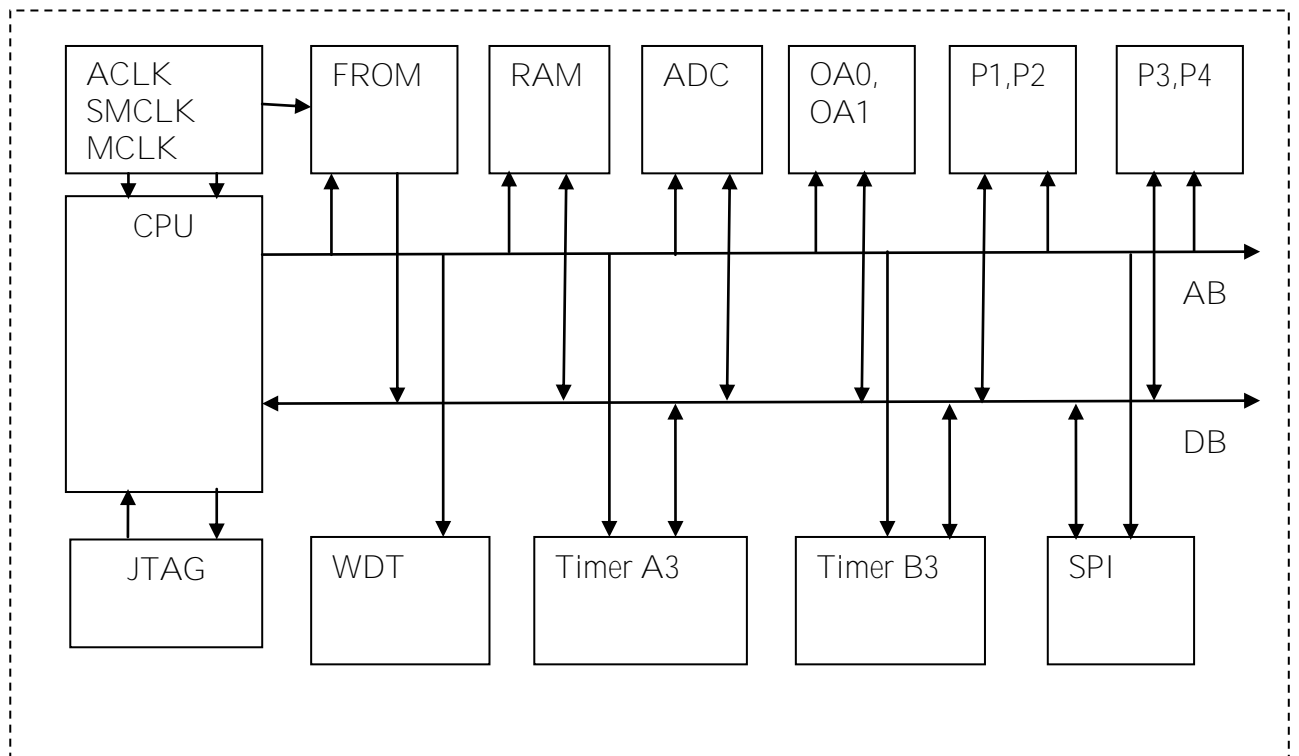 ACLK
SMCLK
MCLK
FROM
RAM
ADC
OA0,
OA1
P1,P2
P3,P4
CPU
AB
DB
JTAG
WDT
Timer A3
Timer B3
SPI